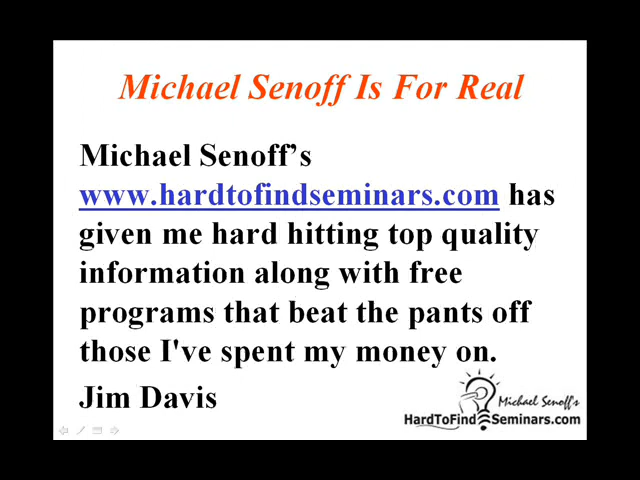 Michael Senoff Is For Real
Michael Senoff's
www.hardtofindseminars.com has
given me hard hitting top quality
information along with free
programs that beat the pants off
those I've spent my money on.
Jim Davis
Michael Senoff's
HardToFindSeminars.com